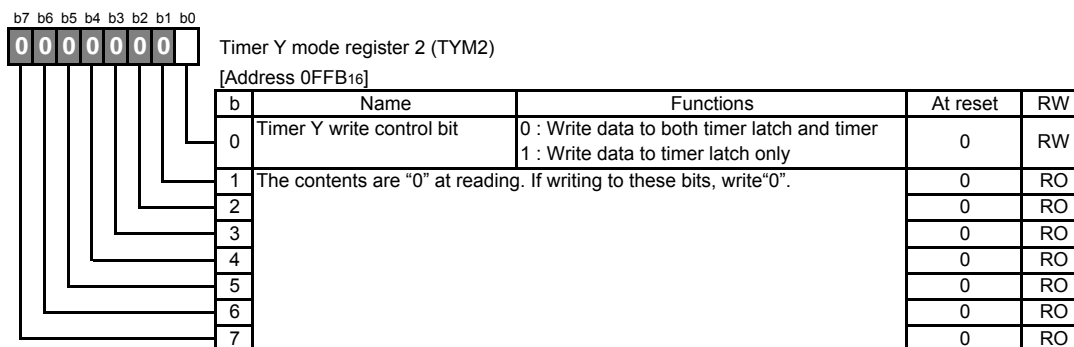 b7 b6 b5 b4 b3 b2 b1 b0
0 0 0 0 0 0 0
Timer Y mode register 2 (TYM2)
[Address 0FFB16]
b Name Functions At reset RW
0 Timer Y write control bit 0 : Write data to both timer latch and timer 0 RW
1 : Write data to timer latch only
1 The contents are “0” at reading. If writing to these bits, write“0”. 0 RO
2 0 RO
3 0 RO
4 0 RO
5 0 RO
6 0 RO
7 0 RO